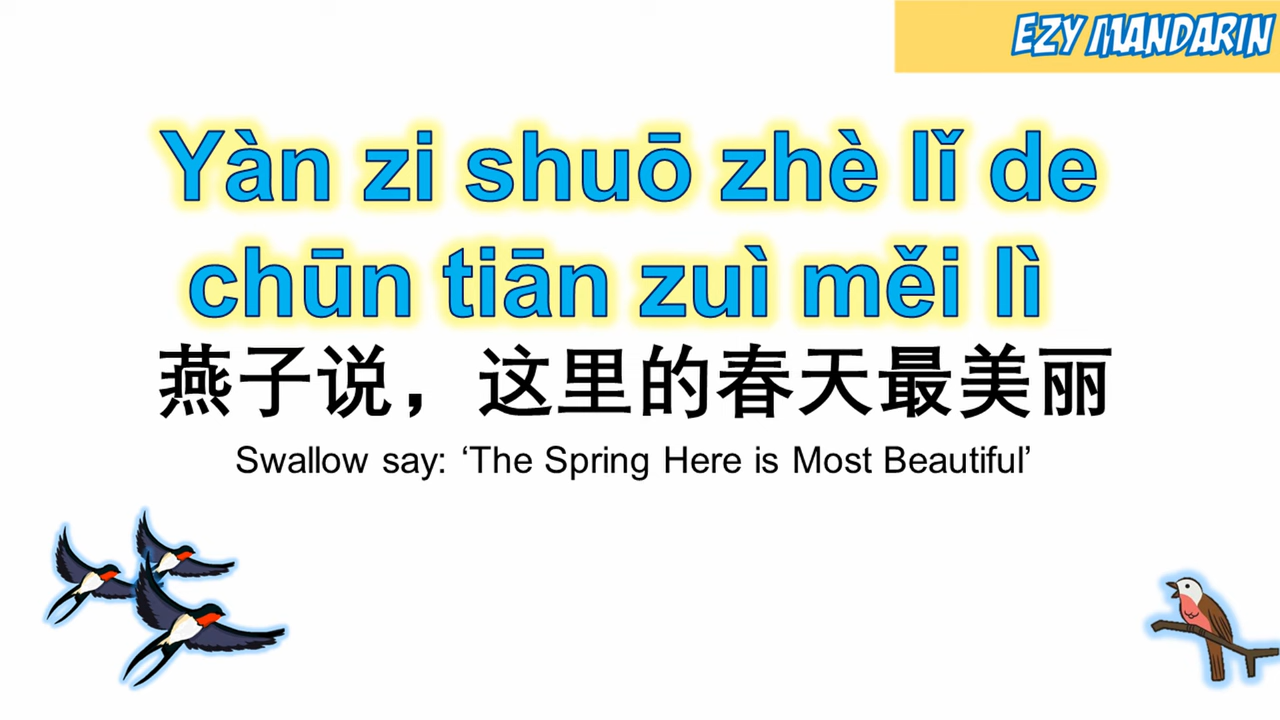 EZY MANDARIN
Yàn zi shuō zhè lǐ de
chūn tiān zuì měi lì
燕子说，这里的春天最美丽
Swallow say: ‘The Spring Here is Most Beautiful’